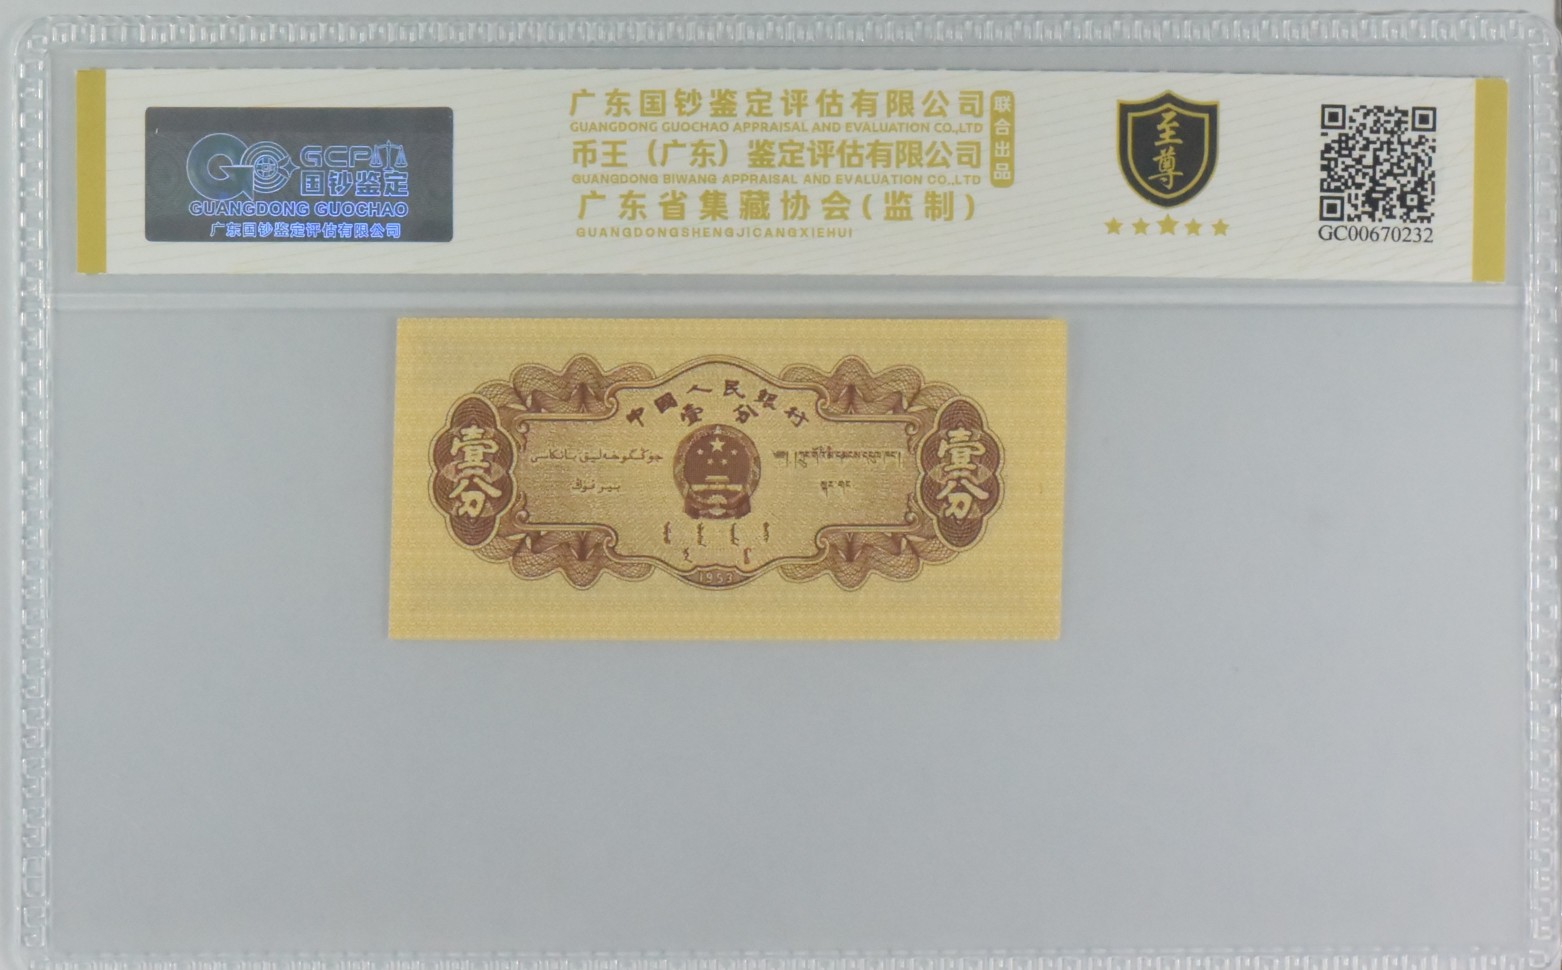 GCP
国钞鉴定
GUANGDONG GUOCHAO
广东国钞鉴定评估有限公司
广东国钞鉴定评估有限公司
GUANGDONG GUOCHAO APPRAISAL AND EVALUATION CO.,LTD
币王（广东）鉴定评估有限公司
GUANGDONG BIWANG APPRAISAL AND EVALUATION CO.,LTD
广东省集藏协会(监制)
GUANGDONGSHENGJICANGXIEHUI
联合出品
至尊
GC00670232
中国人民银行
壹分
壹分
壹分
جۇڭگوخەلىق بانكاسى
بىر فۇڭ
1953